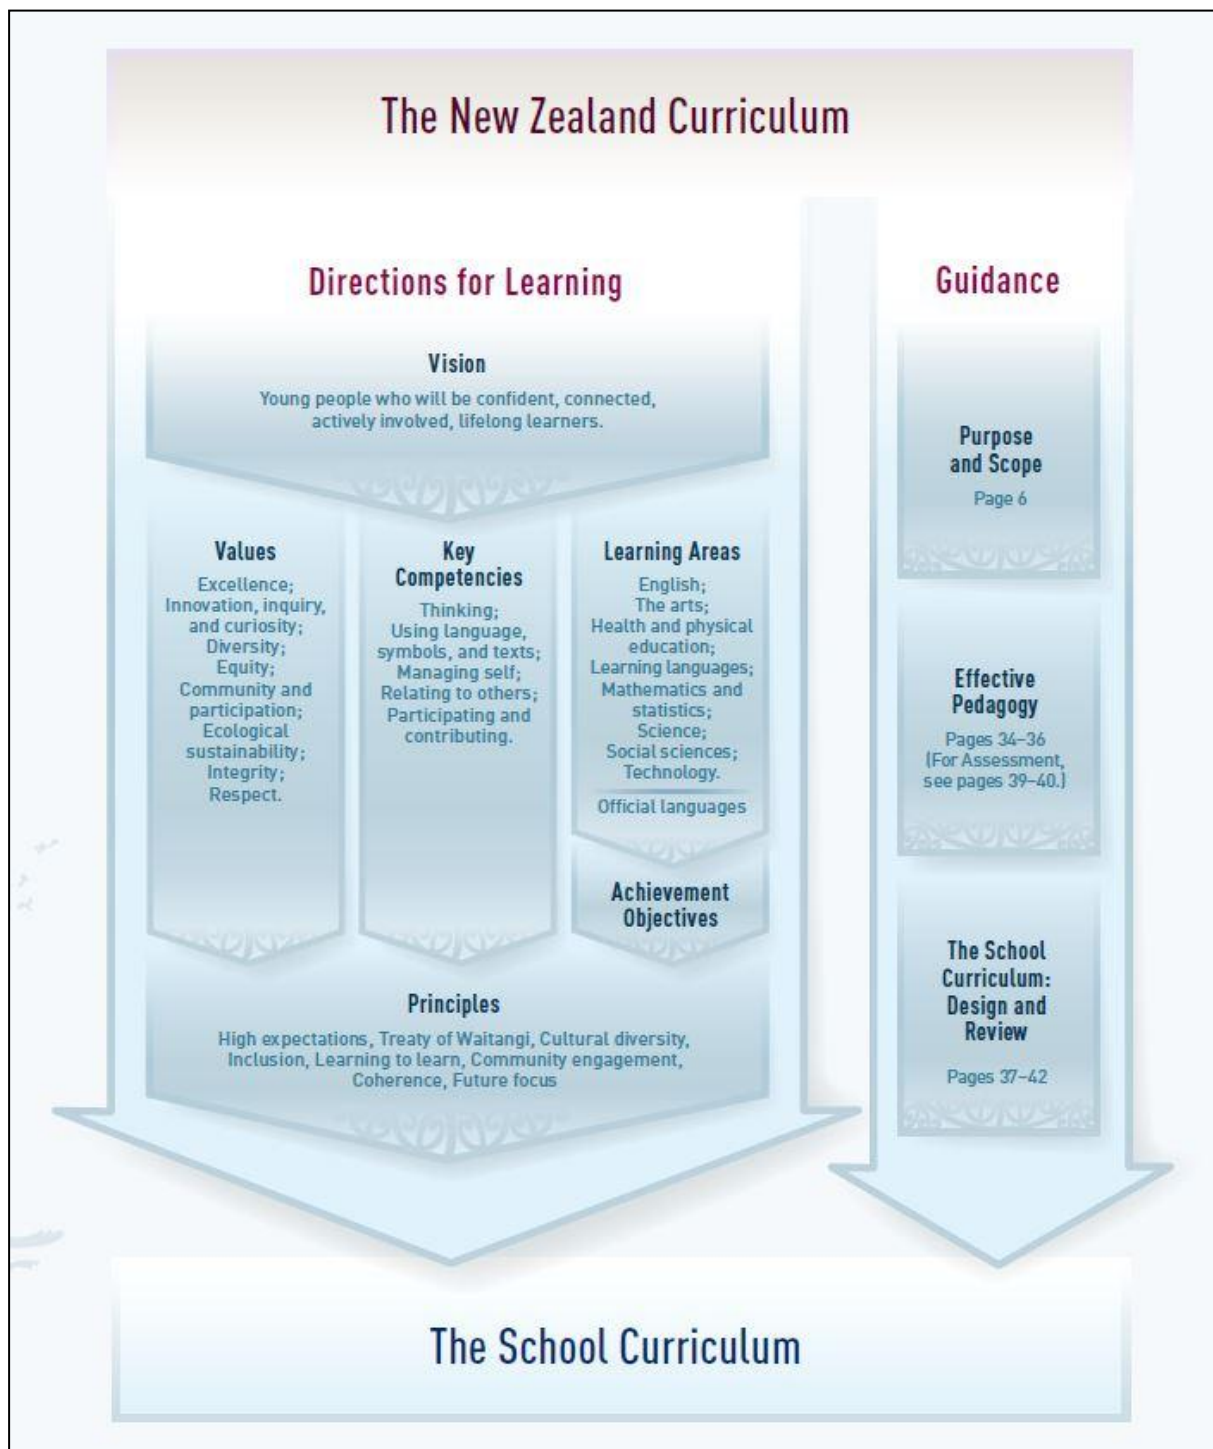 The New Zealand Curriculum
Directions for Learning
Vision
Young people who will be confident, connected,
actively involved, lifelong learners.
Values
Excellence;
Innovation, inquiry,
and curiosity;
Diversity;
Equity;
Community and
participation;
Ecological
sustainability;
Integrity;
Respect.
Key
Competencies
Thinking;
Using language,
symbols, and texts;
Managing self;
Relating to others;
Participating and
contributing.
Learning Areas
English;
The arts;
Health and physical
education;
Learning languages;
Mathematics and
statistics;
Science;
Social sciences;
Technology.
Official languages
Achievement
Objectives
Principles
High expectations, Treaty of Waitangi, Cultural diversity,
Inclusion, Learning to learn, Community engagement,
Coherence, Future focus
Guidance
Purpose
and Scope
Page 6
Effective
Pedagogy
Pages 34–36
(For Assessment,
see pages 39–40.)
The School
Curriculum:
Design and
Review
Pages 37–42
The School Curriculum